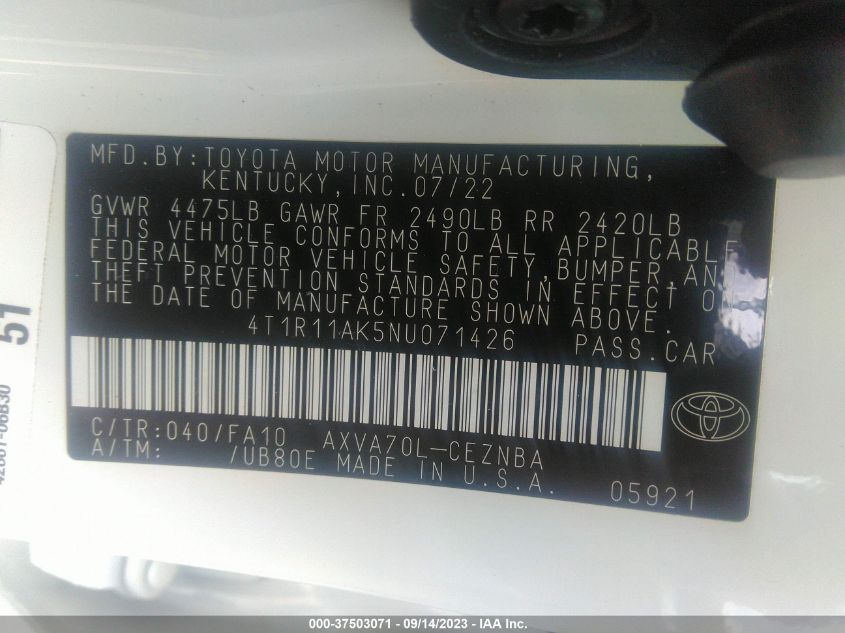 MFD.BY:TOYOTA MOTOR MANUFACTURING,
KENTUCKY,INC.07/22
GVWR 4475LB GAWR FR 2490LB RR 2420LB
THIS VEHICLE CONFORMS TO ALL APPLICABLE
FEDERAL MOTOR VEHICLE SAFETY,BUMPER,AN
THEFT PREVENTION STANDARDS IN EFFECT ON
THE DATE OF MANUFACTURE SHOWN ABOVE.
4T1R11AK5NU071426 PASS.CAR
C/TR:040/FA10 AXVA70L-CEZNBA
A/TM: /UB80E MADE IN U.S.A. 05921
51
000-37503071 - 09/14/2023 - IAA Inc.